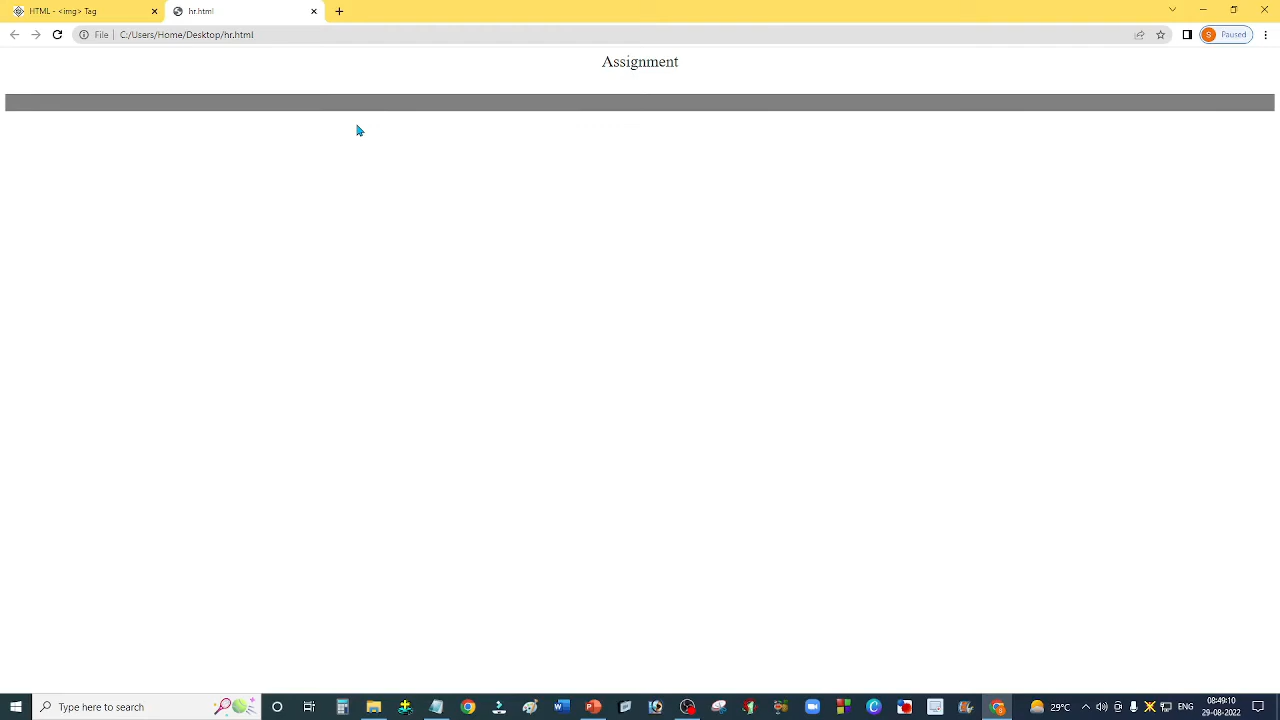 HTML - <img> Tag
hr.html
File
C:/Users/Home/Desktop/hr.html
S
Paused
Assignment
Type here to search
29°C
ENG
08:49:10
29-08-2022